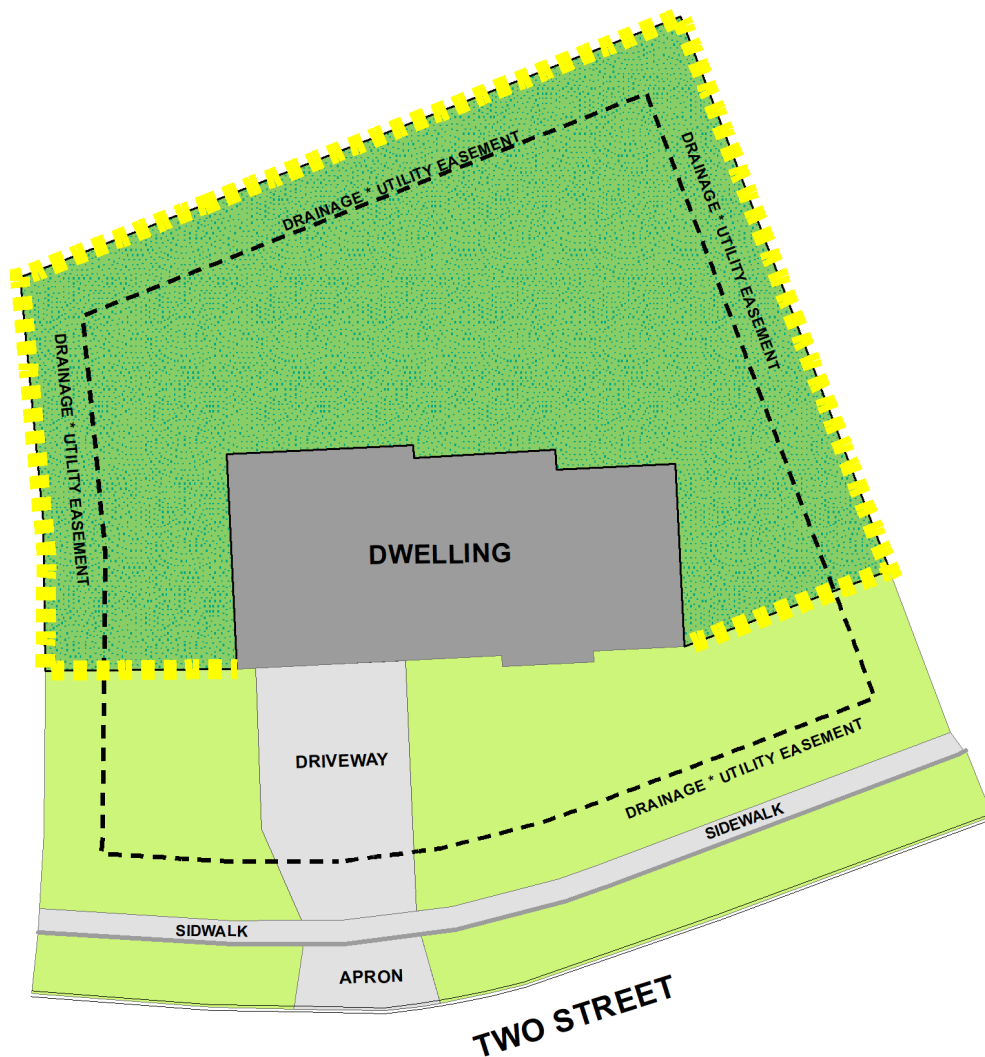 DRAINAGE * UTILITY EASEMENT
DRAINAGE * UTILITY EASEMENT
DRAINAGE * UTILITY EASEMENT
DWELLING
DRIVEWAY
DRAINAGE * UTILITY EASEMENT
SIDEWALK
SIDWALK
APRON
TWO STREET